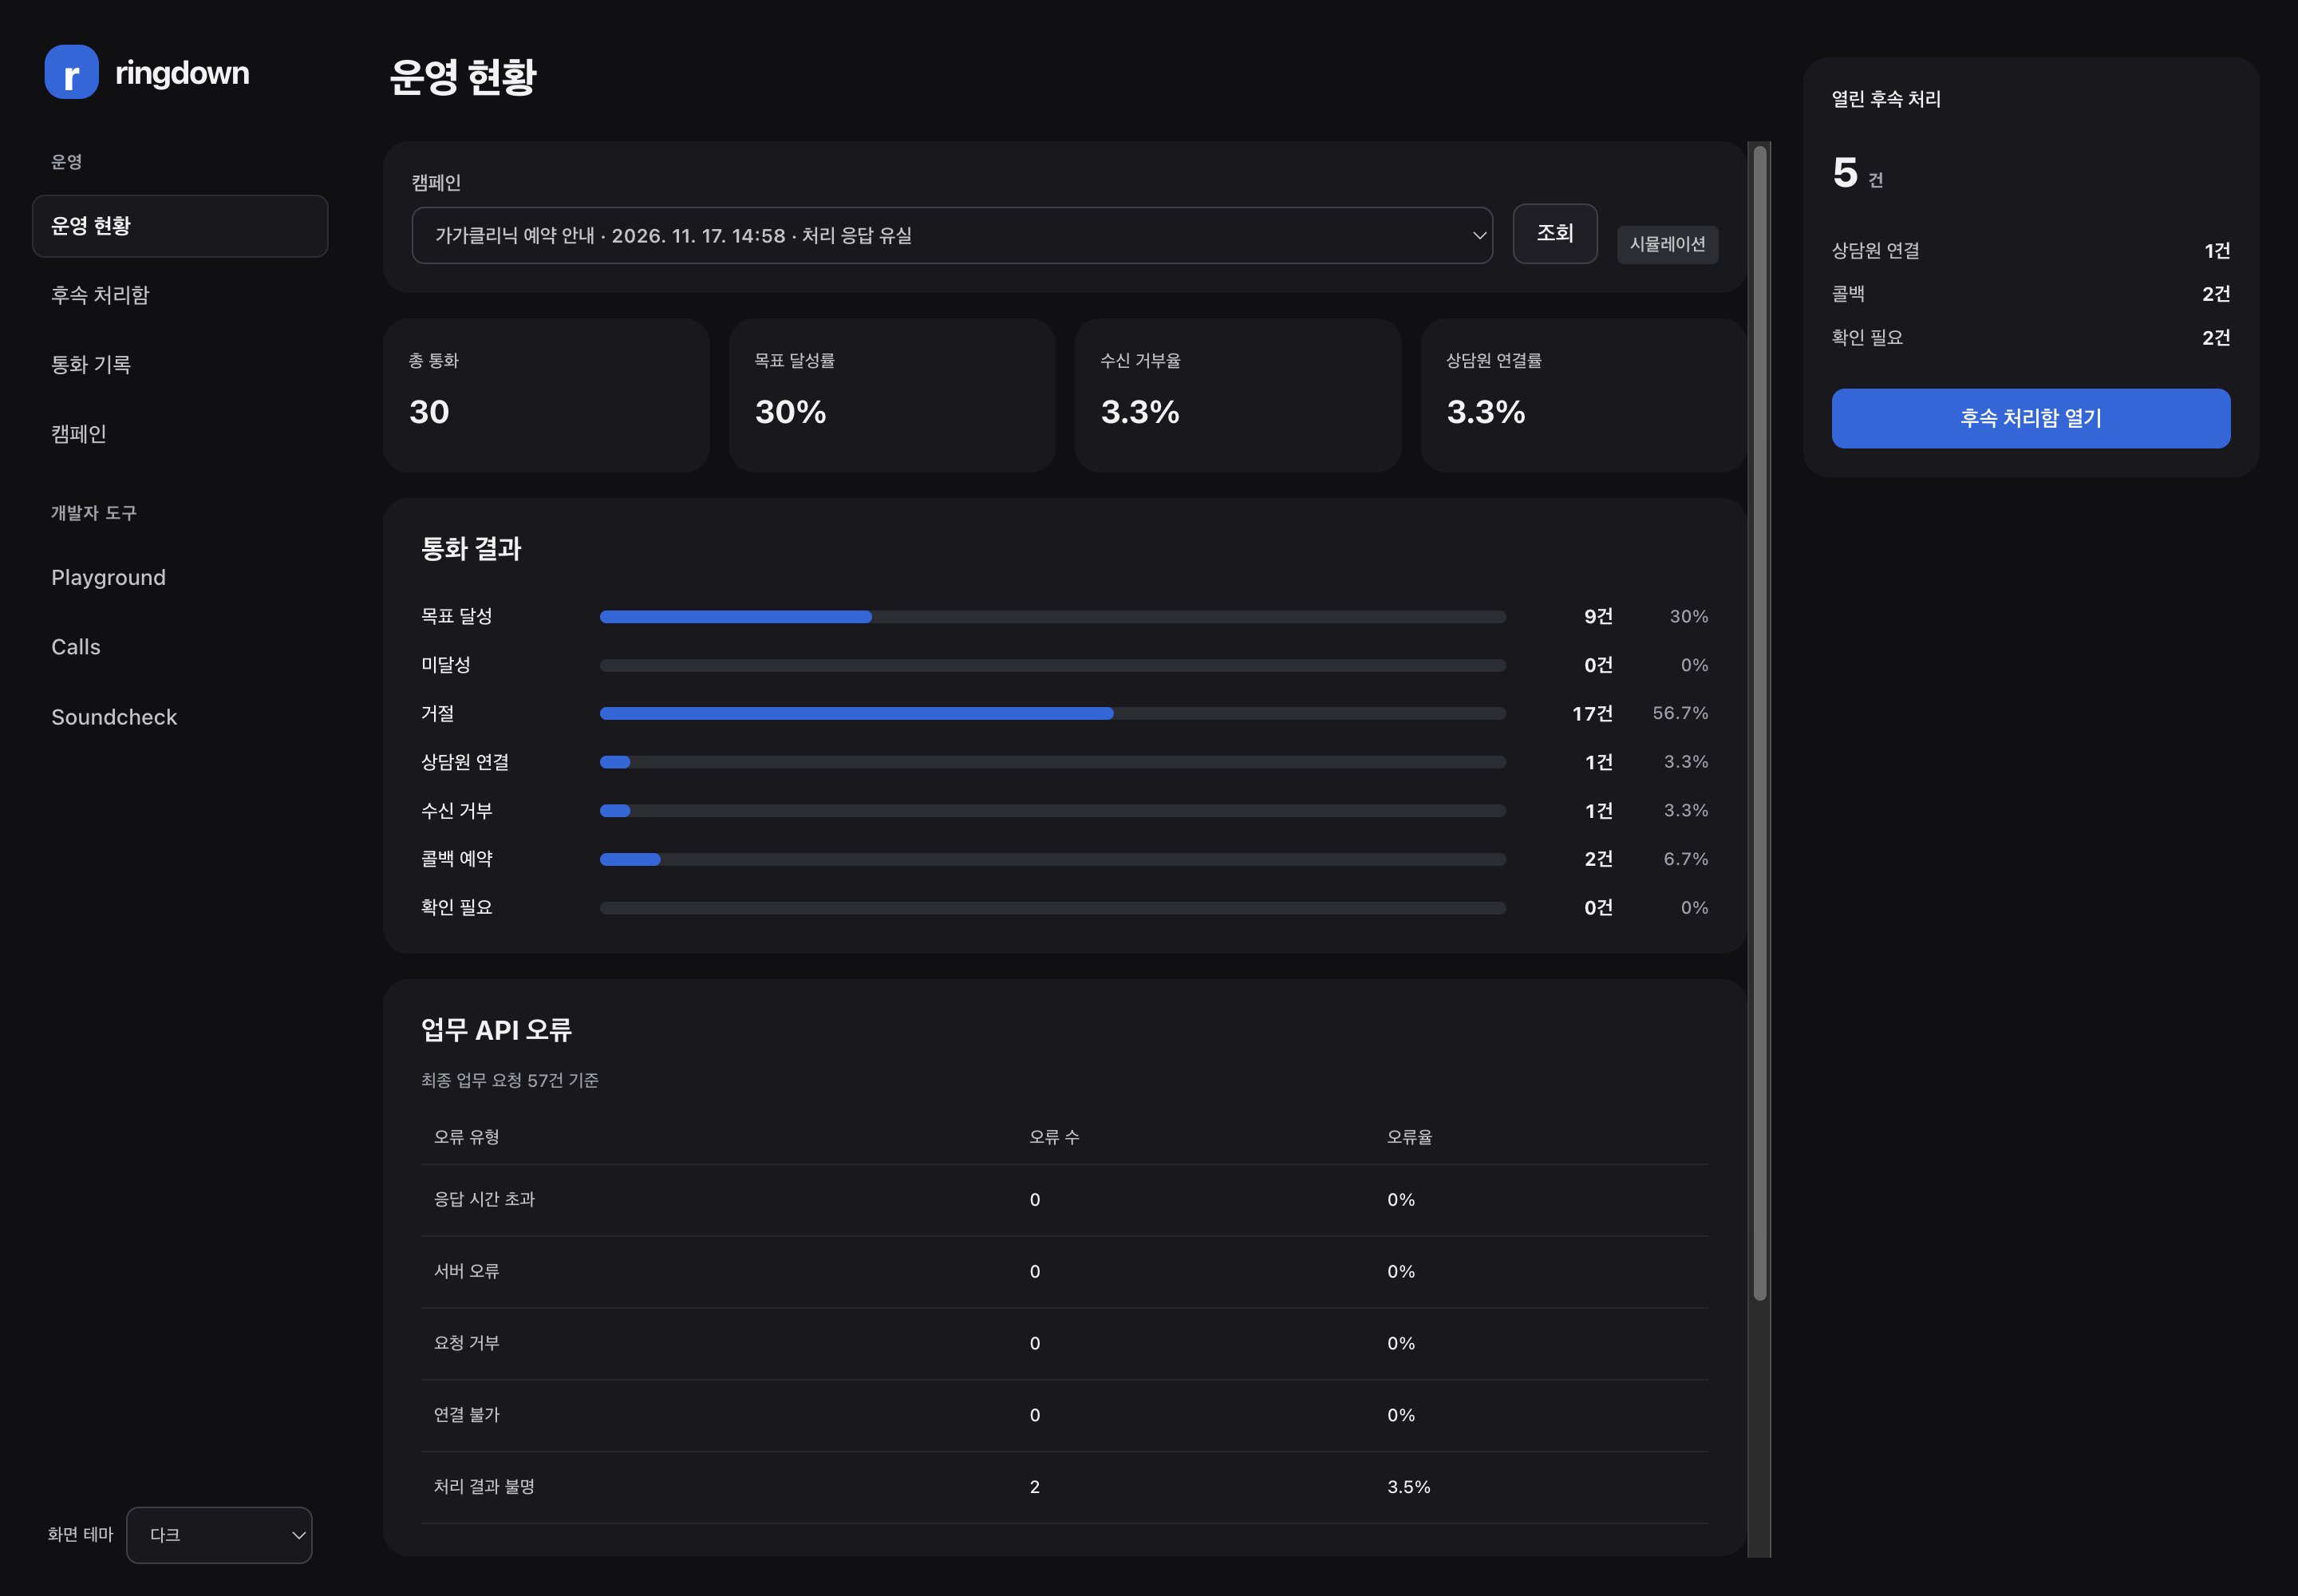 r ringdown
운영
운영 현황
후속 처리함
통화 기록
캠페인
개발자 도구
Playground
Calls
Soundcheck
화면 테마 다크
운영 현황
캠페인
가가클리닉 예약 안내 · 2026. 11. 17. 14:58 · 처리 응답 유실
조회
시뮬레이션
총 통화
30
목표 달성률
30%
수신 거부율
3.3%
상담원 연결률
3.3%
통화 결과
목표 달성 9건 30%
미달성 0건 0%
거절 17건 56.7%
상담원 연결 1건 3.3%
수신 거부 1건 3.3%
콜백 예약 2건 6.7%
확인 필요 0건 0%
업무 API 오류
최종 업무 요청 57건 기준
오류 유형 오류 수 오류율
응답 시간 초과 0 0%
서버 오류 0 0%
요청 거부 0 0%
연결 불가 0 0%
처리 결과 불명 2 3.5%
열린 후속 처리
5 건
상담원 연결 1건
콜백 2건
확인 필요 2건
후속 처리함 열기